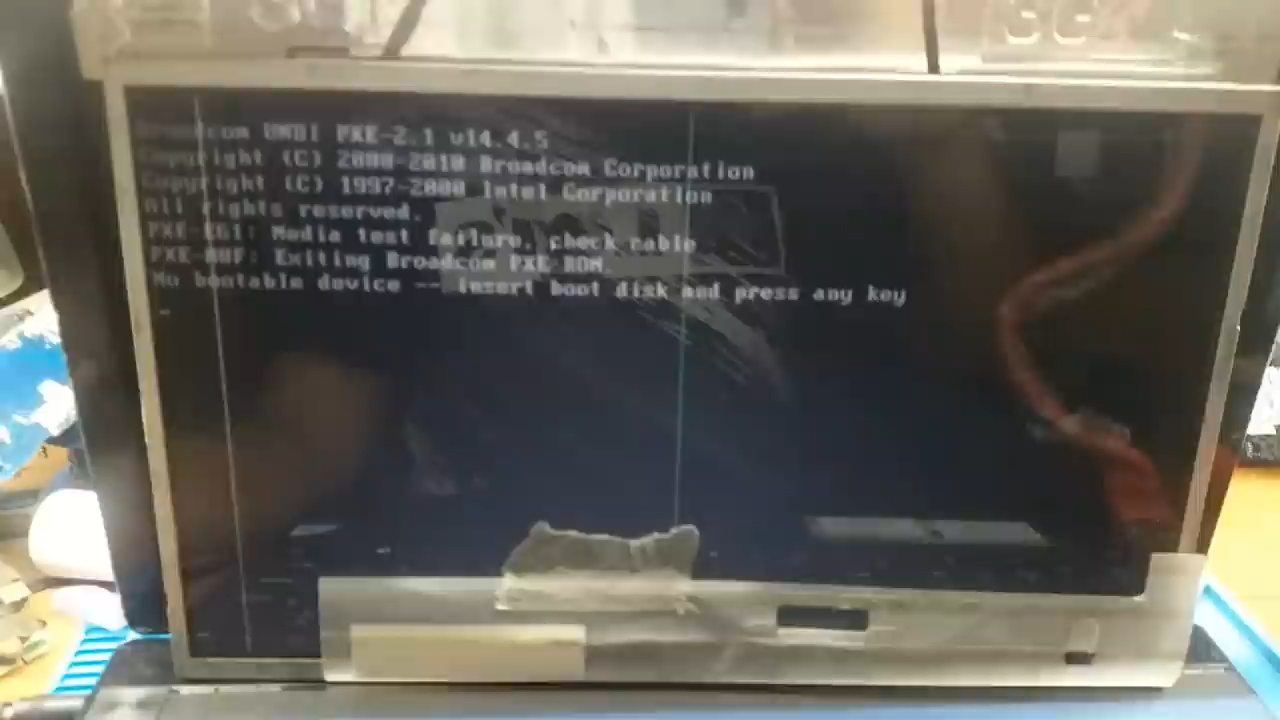 Broadcom UNDI PXE-2.1 v14.4.5
Copyright (C) 2000-2010 Broadcom Corporation
Copyright (C) 1997-2000 Intel Corporation
All rights reserved.
PXE-E61: Media test failure, check cable
PXE-M0F: Exiting Broadcom PXE ROM.
No bootable device -- insert boot disk and press any key